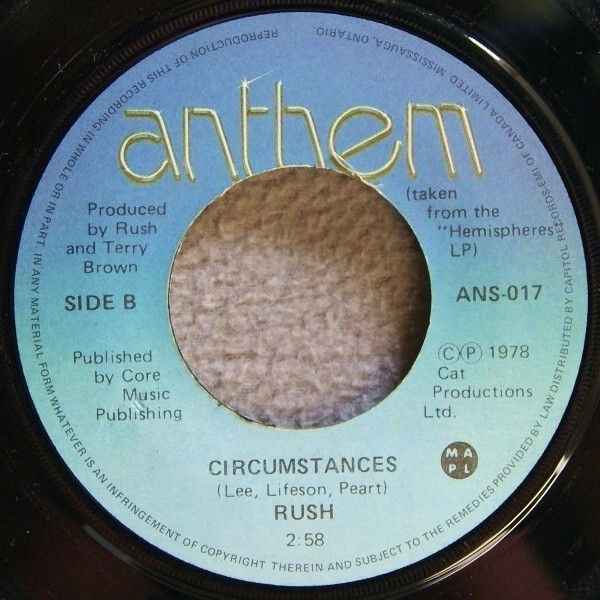 anthem
Produced
by Rush
and Terry
Brown
(taken
from the
"Hemispheres"
LP)
SIDE B
ANS-017
Published
by Core
Music
Publishing
©℗ 1978
Cat
Productions
Ltd.
MAPL
CIRCUMSTANCES
(Lee, Lifeson, Peart)
RUSH
2:58
REPRODUCTION OF THIS RECORDING IN WHOLE OR IN PART, IN ANY MATERIAL FORM WHATEVER IS AN INFRINGEMENT OF COPYRIGHT THEREIN AND SUBJECT TO THE REMEDIES PROVIDED BY LAW DISTRIBUTED BY CAPITOL RECORDS EMI OF CANADA LIMITED MISSISSAUGA, ONTARIO.